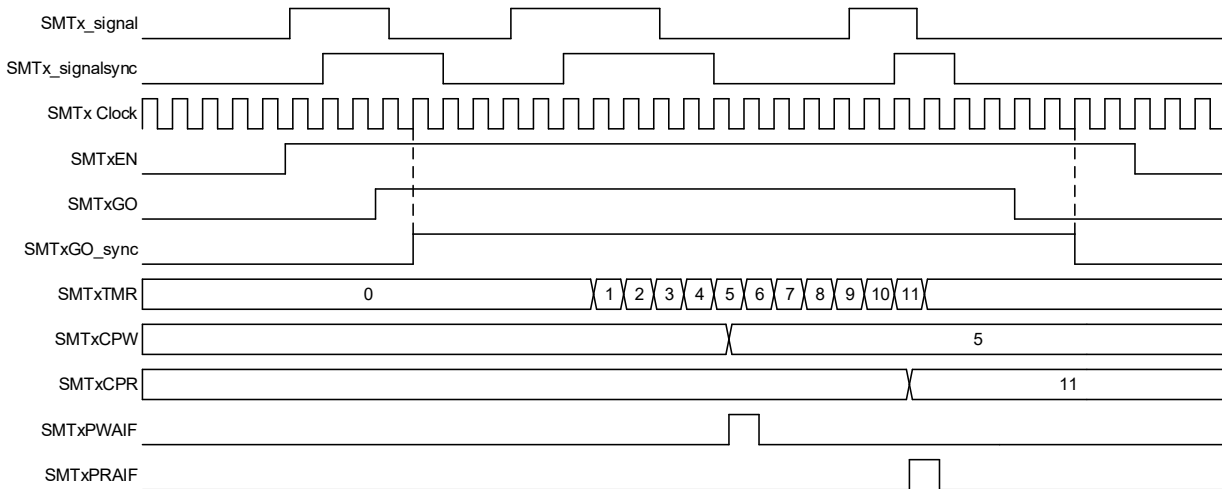 SMTx_signal
SMTx_signalsync
SMTx Clock
SMTxEN
SMTxGO
SMTxGO_sync
SMTxTMR 0 1 2 3 4 5 6 7 8 9 10 11
SMTxCPW 5
SMTxCPR 11
SMTxPWAIF
SMTxPRAIF